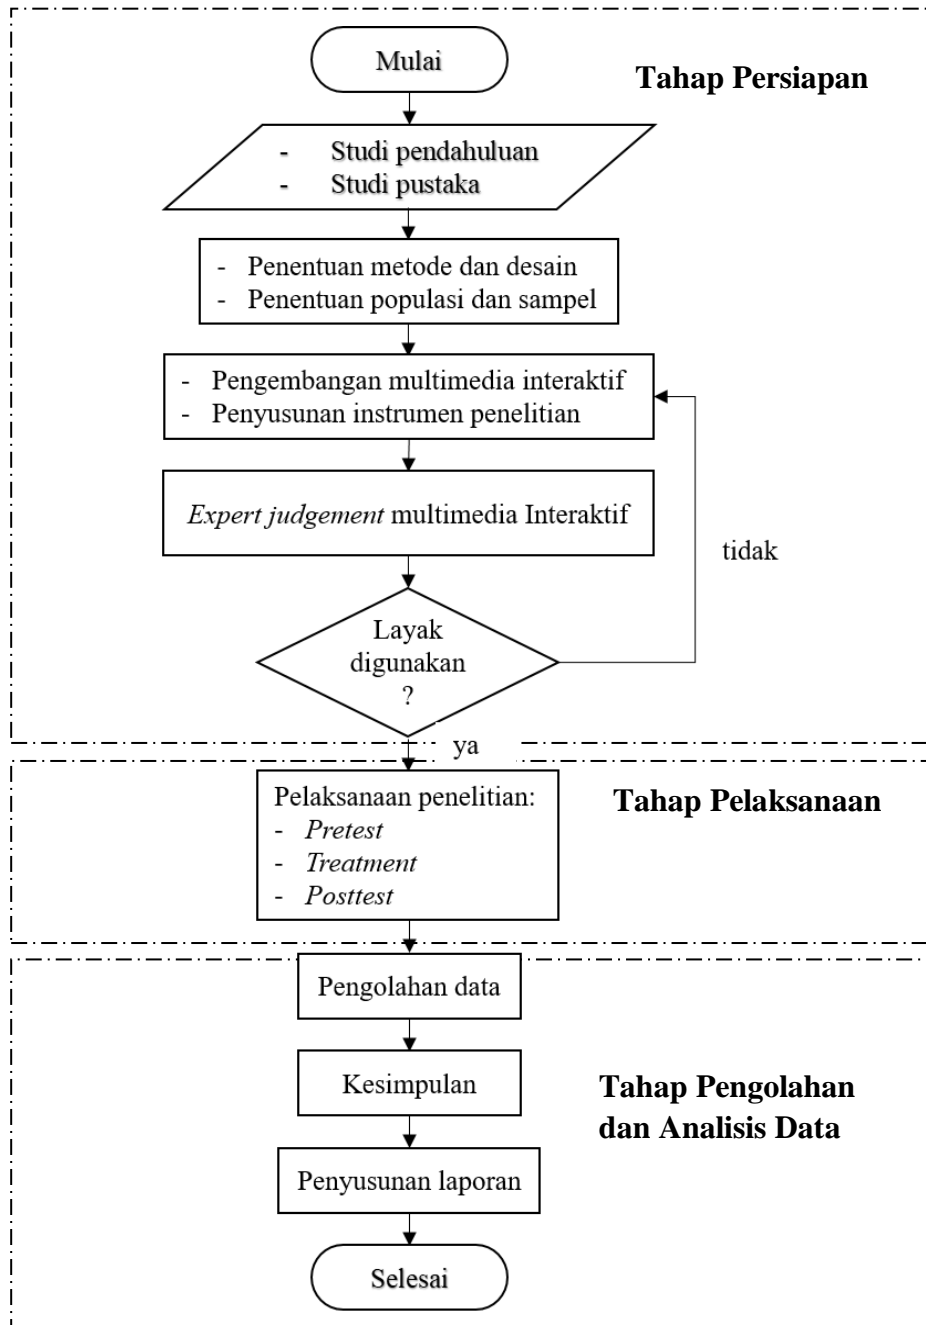 Mulai
Tahap Persiapan
- Studi pendahuluan
- Studi pustaka
- Penentuan metode dan desain
- Penentuan populasi dan sampel
- Pengembangan multimedia interaktif
- Penyusunan instrumen penelitian
Expert judgement multimedia Interaktif
tidak
Layak
digunakan
?
ya
Pelaksanaan penelitian:
- Pretest
- Treatment
- Posttest
Tahap Pelaksanaan
Pengolahan data
Kesimpulan
Tahap Pengolahan
dan Analisis Data
Penyusunan laporan
Selesai